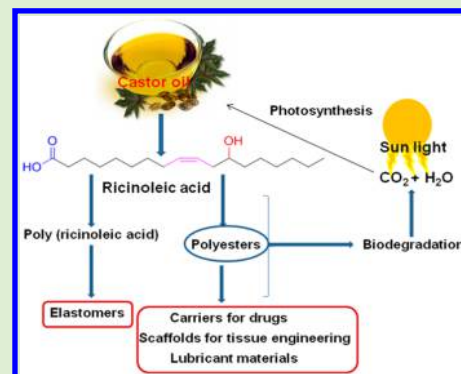 Castor oil
Photosynthesis
Sun light
CO₂ + H₂O
O
HO
OH
Ricinoleic acid
Poly (ricinoleic acid)
Polyesters
Biodegradation
Elastomers
Carriers for drugs
Scaffolds for tissue engineering
Lubricant materials